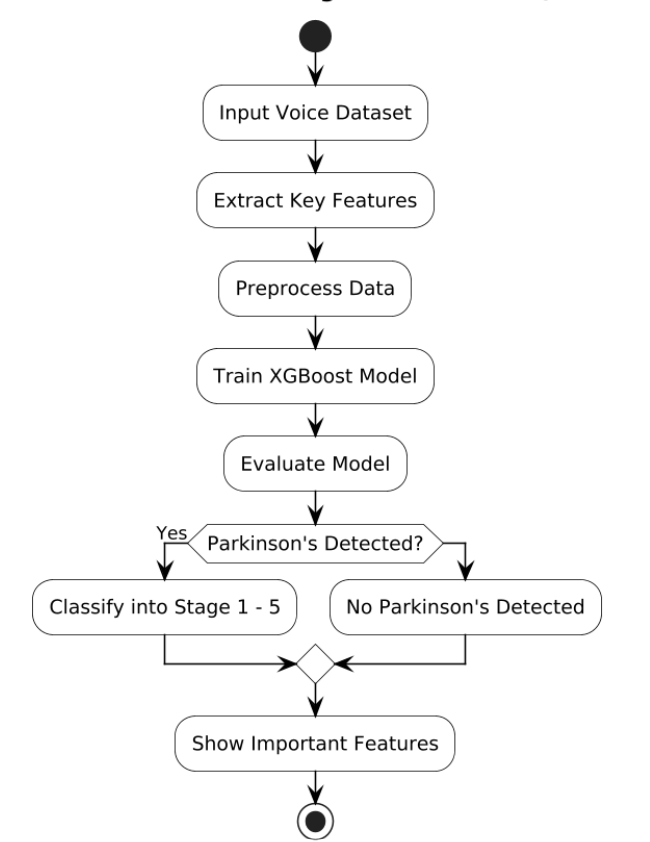 Input Voice Dataset
Extract Key Features
Preprocess Data
Train XGBoost Model
Evaluate Model
Yes
Parkinson's Detected?
Classify into Stage 1 - 5
No Parkinson's Detected
Show Important Features